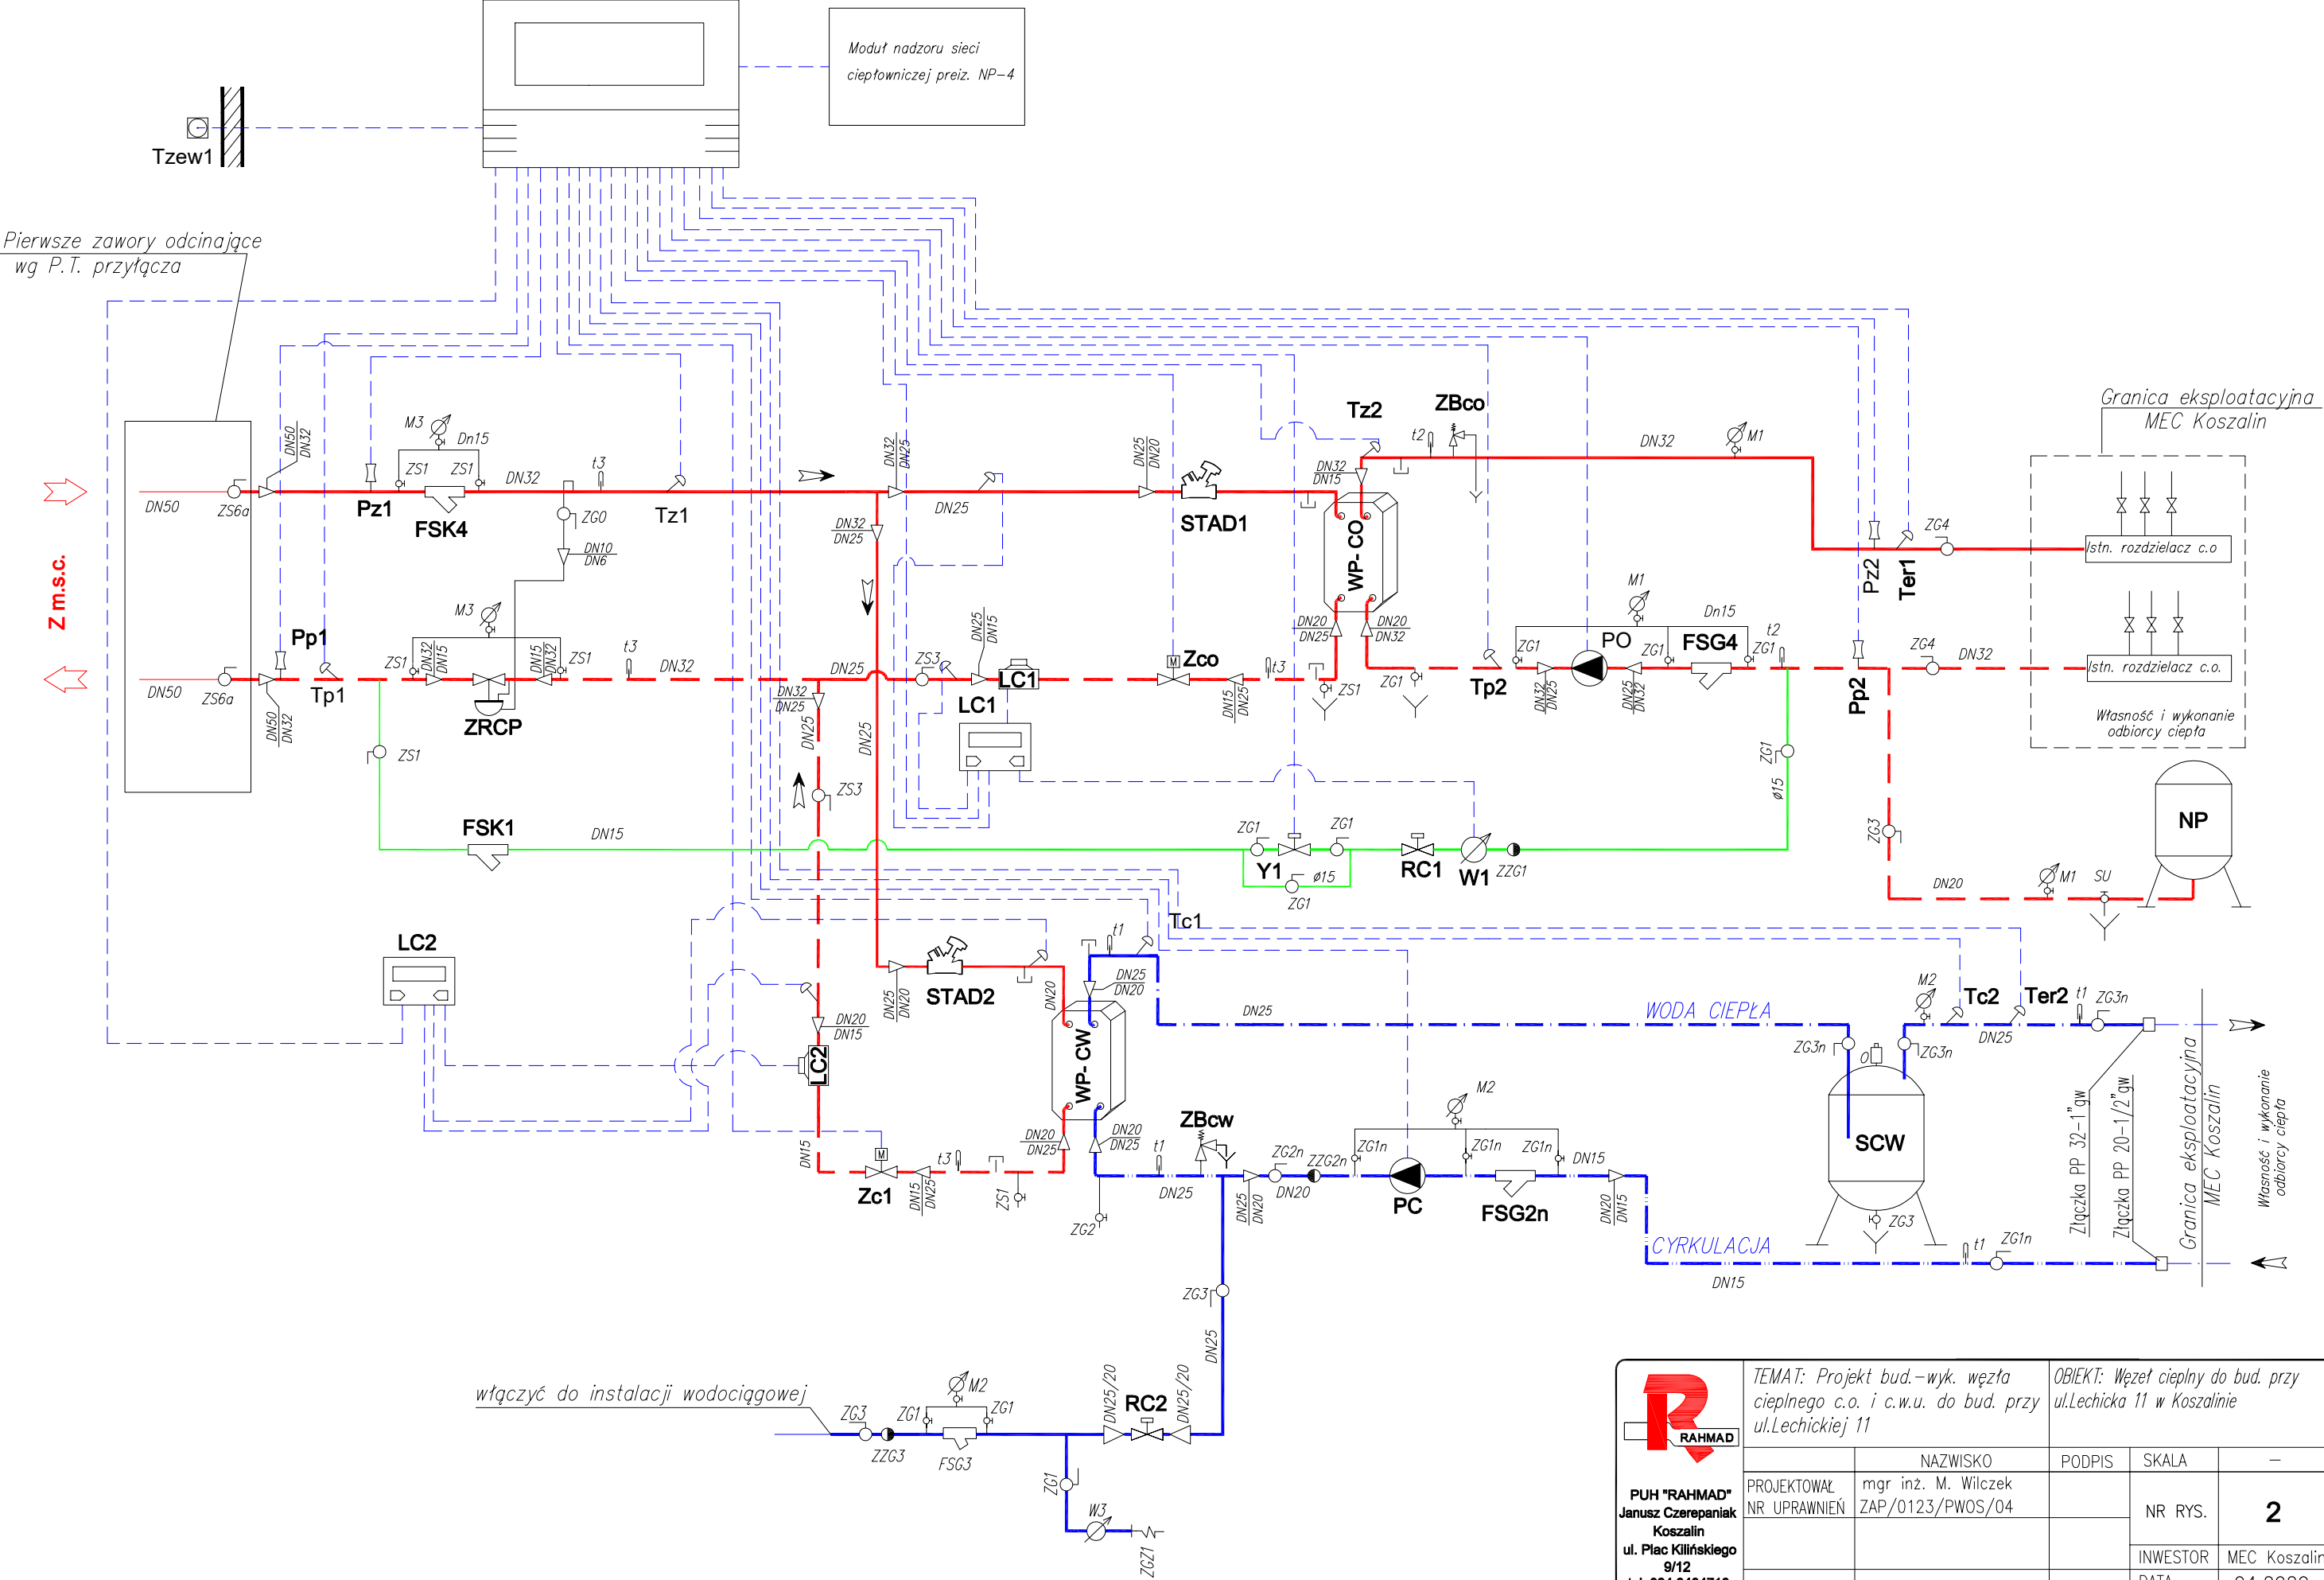 Moduł nadzoru sieci
ciepłowniczej preiz. NP-4
Tzew1
Pierwsze zawory odcinające
wg P.T. przyłącza
Granica eksploatacyjna
MEC Koszalin
Z m.s.c.
DN50
ZS6a
DN50
DN32
Pz1
M3
Dn15
ZS1
ZS1
FSK4
DN32
t3
ZG0
DN10
DN6
Tz1
DN32
DN25
DN32
DN25
DN25
DN25
DN20
STAD1
Tz2
ZBco
t2
DN32
DN15
WP- CO
DN32
M1
Pz2
Ter1
ZG4
Istn. rozdzielacz c.o
DN50
ZS6a
DN50
DN32
Pp1
Tp1
M3
ZS1
DN32
DN15
ZRCP
DN15
DN32
ZS1
t3
DN32
DN32
DN25
DN25
ZS3
DN25
DN15
LC1
LC1
Zco
DN15
DN25
t3
DN20
DN25
ZS1
DN20
DN32
ZG1
Tp2
ZG1
DN32
DN25
M1
PO
Dn15
DN25
DN32
ZG1
FSG4
ZG1
t2
Pp2
ZG4
DN32
Istn. rozdzielacz c.o.
Własność i wykonanie
odbiorcy ciepła
ZS1
FSK1
DN15
DN25
DN25
ZS3
ZG1
Y1
ZG1
ø15
ZG1
RC1
W1
ZZG1
ZG1
ø15
ZG3
DN20
M1
SU
NP
LC2
STAD2
DN25
DN20
DN20
t1
Tc1
DN25
DN20
WP- CW
DN20
DN15
LC2
DN15
Zc1
DN15
DN25
t3
ZS1
DN20
DN25
DN20
DN25
ZG2
DN25
WODA CIEPŁA
M2
Tc2
Ter2
t1
ZG3n
DN25
ZG3n
O
ZG3n
SCW
ZG3
t1
DN25
ZBcw
DN25
DN20
ZG2n
DN20
ZZG2n
ZG1n
PC
M2
ZG1n
FSG2n
ZG1n
DN15
DN20
DN15
CYRKULACJA
DN15
t1
ZG1n
Złączka PP 32-1"gw
Złączka PP 20-1/2"gw
Granica eksploatacyjna
MEC Koszalin
Własność i wykonanie
odbiorcy ciepła
ZG3
DN25
włączyć do instalacji wodociągowej
ZG3
ZZG3
ZG1
M2
ZG1
FSG3
DN25/20
RC2
DN25/20
ZG1
W3
ZGZ1
RAHMAD
PUH "RAHMAD"
Janusz Czerepaniak
Koszalin
ul. Plac Kilińskiego
9/12
TEMAT: Projekt bud.-wyk. węzła
cieplnego c.o. i c.w.u. do bud. przy
ul.Lechickiej 11
OBIEKT: Węzeł cieplny do bud. przy
ul.Lechicka 11 w Koszalinie
NAZWISKO
PODPIS
SKALA
–
PROJEKTOWAŁ
NR UPRAWNIEŃ
mgr inż. M. Wilczek
ZAP/0123/PWOS/04
NR RYS.
2
INWESTOR
MEC Koszalin